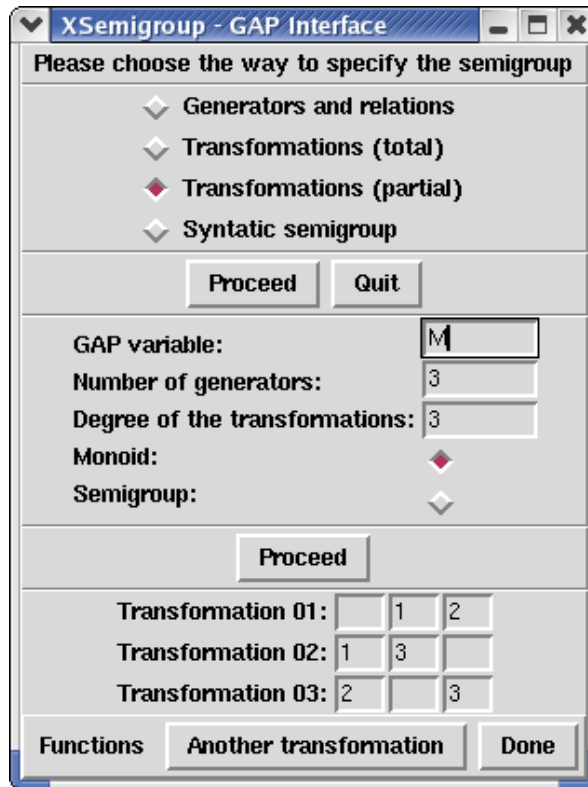 XSemigroup - GAP Interface
Please choose the way to specify the semigroup
Generators and relations
Transformations (total)
Transformations (partial)
Syntatic semigroup
Proceed Quit
GAP variable: M
Number of generators: 3
Degree of the transformations: 3
Monoid:
Semigroup:
Proceed
Transformation 01: 1 2
Transformation 02: 1 3
Transformation 03: 2 3
Functions Another transformation Done